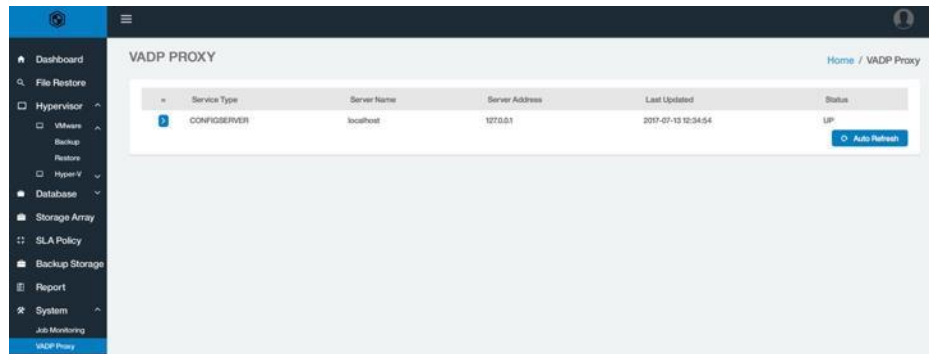 Dashboard
File Restore
Hypervisor
VMware
Backup
Restore
Hyper-V
Database
Storage Array
SLA Policy
Backup Storage
Report
System
Job Monitoring
VADP Proxy
VADP PROXY
Home / VADP Proxy
Service Type Server Name Server Address Last Updated Status
CONFIGSERVER localhost 127.0.0.1 2017-07-13 12:34:54 UP
Auto Refresh